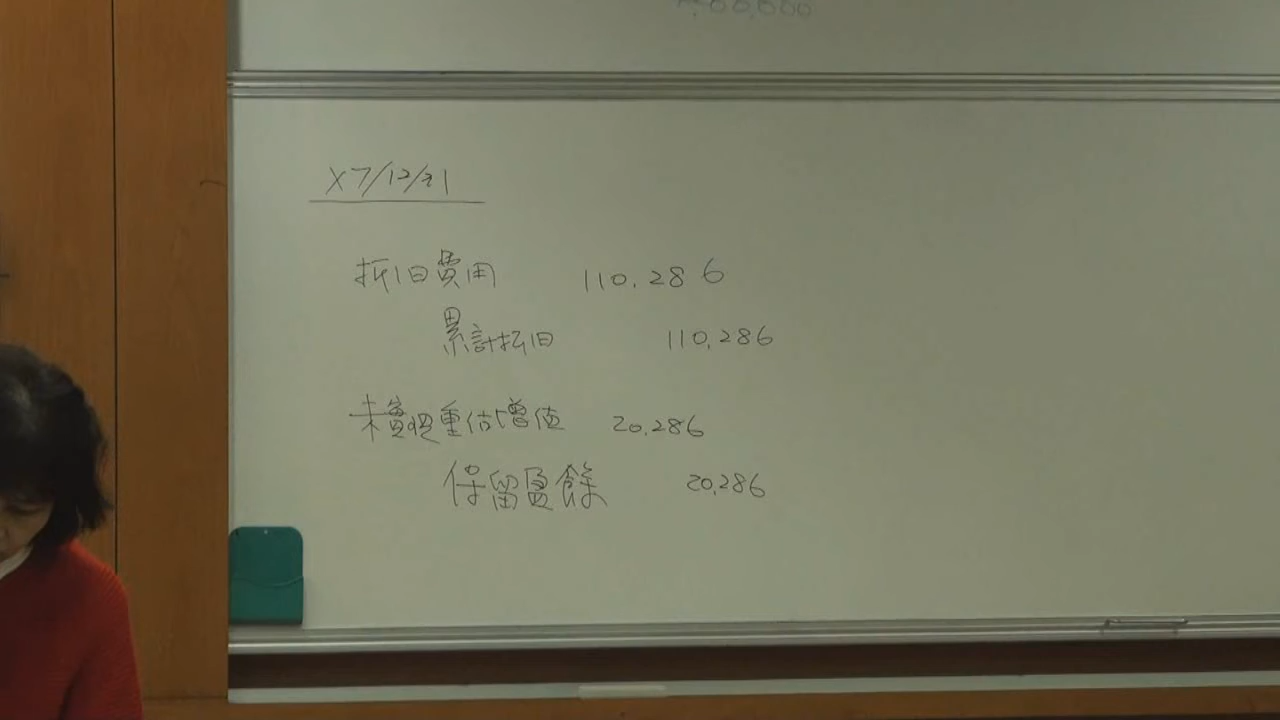 X7/12/31
折旧費用 110,286
累計折旧 110,286
未實現重估增值 20,286
保留盈餘 20,286